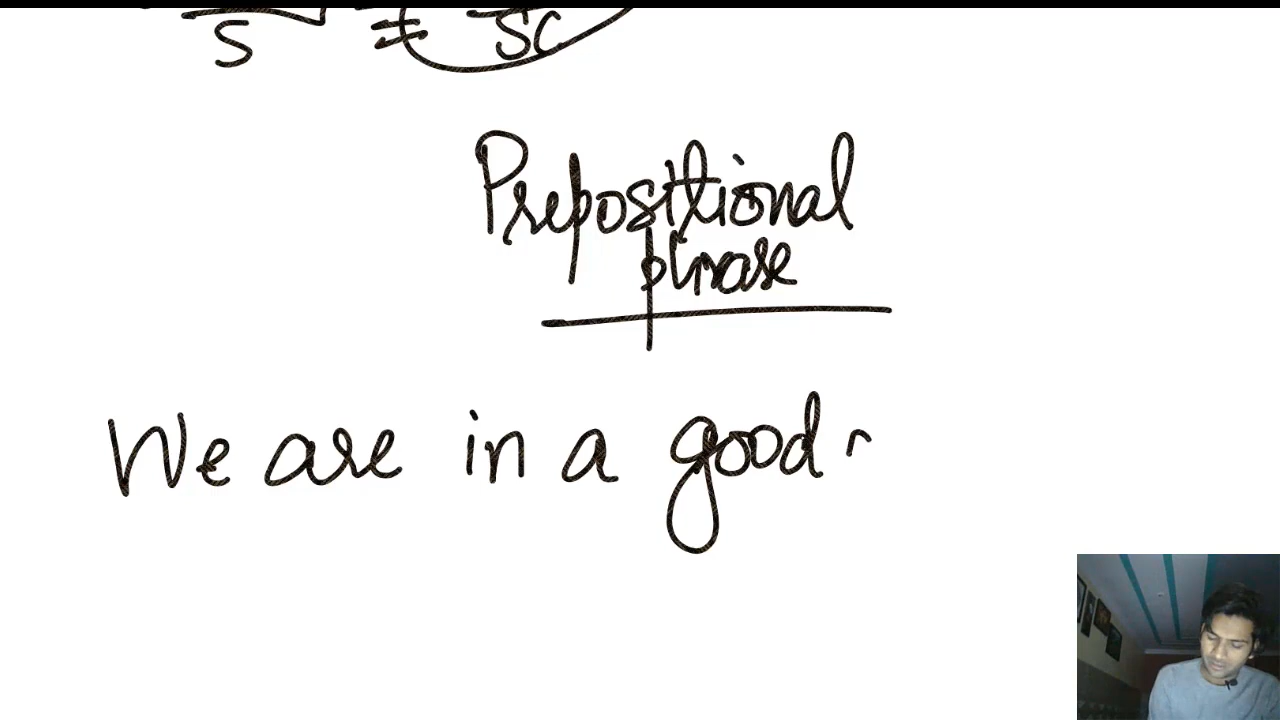 S = SC
Prepositional
phrase
We are in a good